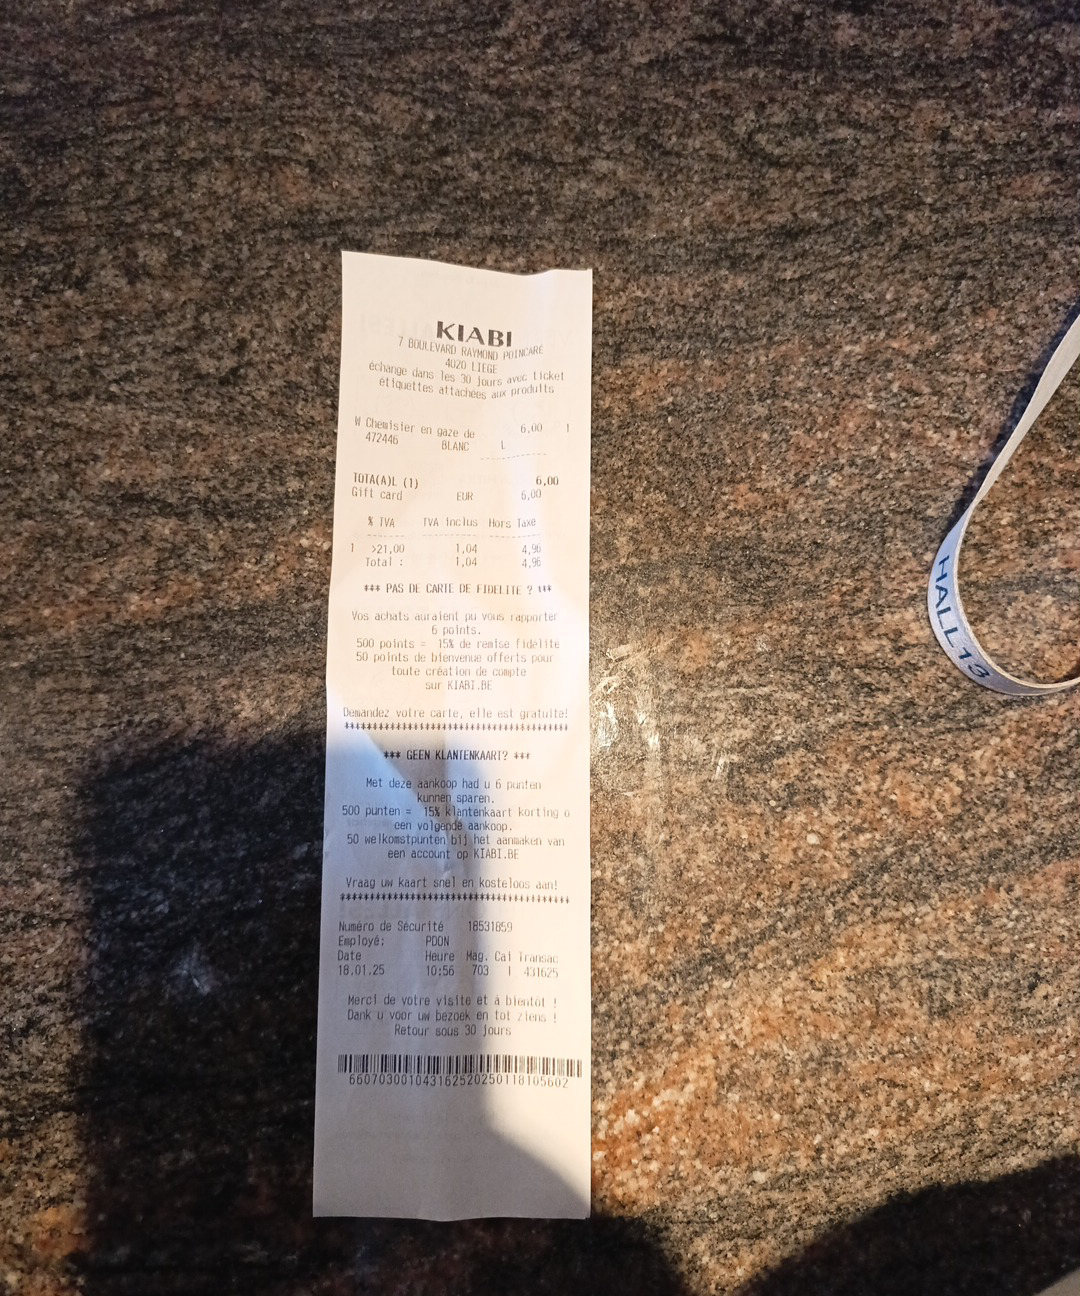 KIABI
7 BOULEVARD RAYMOND POINCARÉ
4020 LIEGE
échange dans les 30 jours avec ticket
étiquettes attachées aux produits
W Chemisier en gaze de 6,00 1
472446 BLANC L
TOTA(A)L (1) 6,00
Gift card EUR 6,00
% TVA TVA inclus Hors Taxe
1 >21,00 1,04 4,96
Total : 1,04 4,96
*** PAS DE CARTE DE FIDELITE ? ***
Vos achats auraient pu vous rapporter
6 points.
500 points = 15% de remise fidélité
50 points de bienvenue offerts pour
toute création de compte
sur KIABI.BE
Demandez votre carte, elle est gratuite!
****************************************
*** GEEN KLANTENKAART? ***
Met deze aankoop had u 6 punten
kunnen sparen.
500 punten = 15% klantenkaart korting o
een volgende aankoop.
50 welkomstpunten bij het aanmaken van
een account op KIABI.BE
Vraag uw kaart snel en kosteloos aan!
****************************************
Numéro de Sécurité 18531859
Employé: PDON
Date Heure Mag. Cai Transac
18.01.25 10:56 703 1 431625
Merci de votre visite et à bientôt !
Dank u voor uw bezoek en tot ziens !
Retour sous 30 jours
660703001043162520250118105602
HALL 13